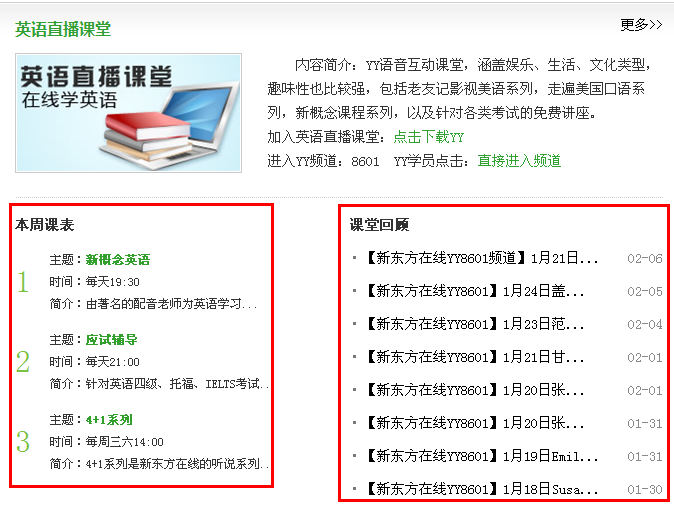 英语直播课堂
更多>>
英语直播课堂
在线学英语
内容简介：YY语音互动课堂，涵盖娱乐、生活、文化类型，
趣味性也比较强，包括老友记影视美语系列，走遍美国口语系
列，新概念课程系列，以及针对各类考试的免费讲座。
加入英语直播课堂：点击下载YY
进入YY频道：8601 YY学员点击：直接进入频道
本周课表
1
主题：新概念英语
时间：每天19:30
简介：由著名的配音老师为英语学习...
2
主题：应试辅导
时间：每天21:00
简介：针对英语四级、托福、IELTS考试..
3
主题：4+1系列
时间：每周三六14:00
简介：4+1系列是新东方在线的听说系列..
课堂回顾
· 【新东方在线YY8601频道】1月21日... 02-06
· 【新东方在线YY8601】1月24日盖... 02-05
· 【新东方在线YY8601】1月23日范... 02-04
· 【新东方在线YY8601】1月21日甘... 02-01
· 【新东方在线YY8601】1月20日张... 02-01
· 【新东方在线YY8601】1月20日张... 01-31
· 【新东方在线YY8601】1月19日Emil... 01-31
· 【新东方在线YY8601】1月18日Susa... 01-30